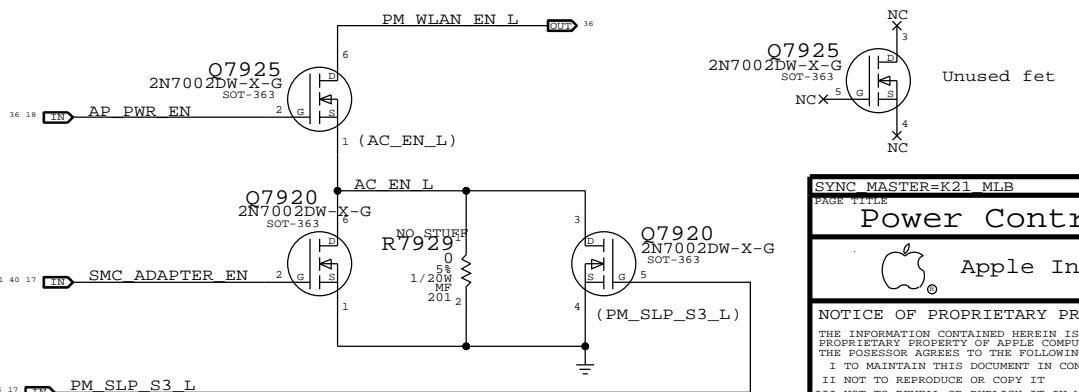 PM_WLAN_EN_L
OUT 36
6
Q7925
2N7002DW-X-G
SOT-363
D
36 18 IN AP_PWR_EN
2 G S
1 (AC_EN_L)
NC
3
Q7925
2N7002DW-X-G
SOT-363
D
NC 5 G S
4
NC
Unused fet
AC_EN_L
Q7920
2N7002DW-X-G
SOT-363
6
D
40 17 IN SMC_ADAPTER_EN
2 G S
1
NO STUFF
R7929 1
0
5%
1/20W
MF
201 2
3
Q7920
2N7002DW-X-G
SOT-363
D
S G 5
4
(PM_SLP_S3_L)
17 IN PM_SLP_S3_L
SYNC_MASTER=K21_MLB
PAGE TITLE
Power Contr
Apple In
®
NOTICE OF PROPRIETARY PR
THE INFORMATION CONTAINED HEREIN IS
PROPRIETARY PROPERTY OF APPLE COMPU
THE POSESSOR AGREES TO THE FOLLOWIN
I TO MAINTAIN THIS DOCUMENT IN CON
II NOT TO REPRODUCE OR COPY IT